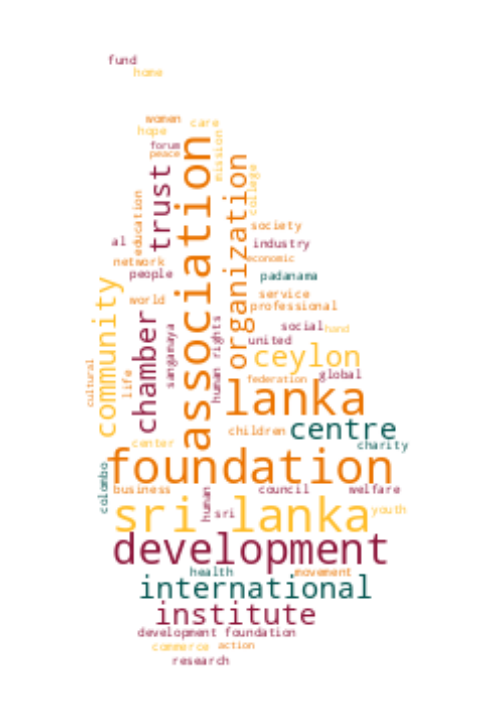 fund
home
women
care
hope
forum
peace
mission
association
organization
trust
college
education
society
al
industry
network
economic
people
padanama
community
world
service
professional
chamber
sangamaya
human rights
social
hand
united
ceylon
cultural
life
federation
global
lanka
children
centre
center
charity
foundation
colombo
business
human
council
welfare
sri lanka
sri
youth
development
health
movement
international
institute
development foundation
commerce
action
research